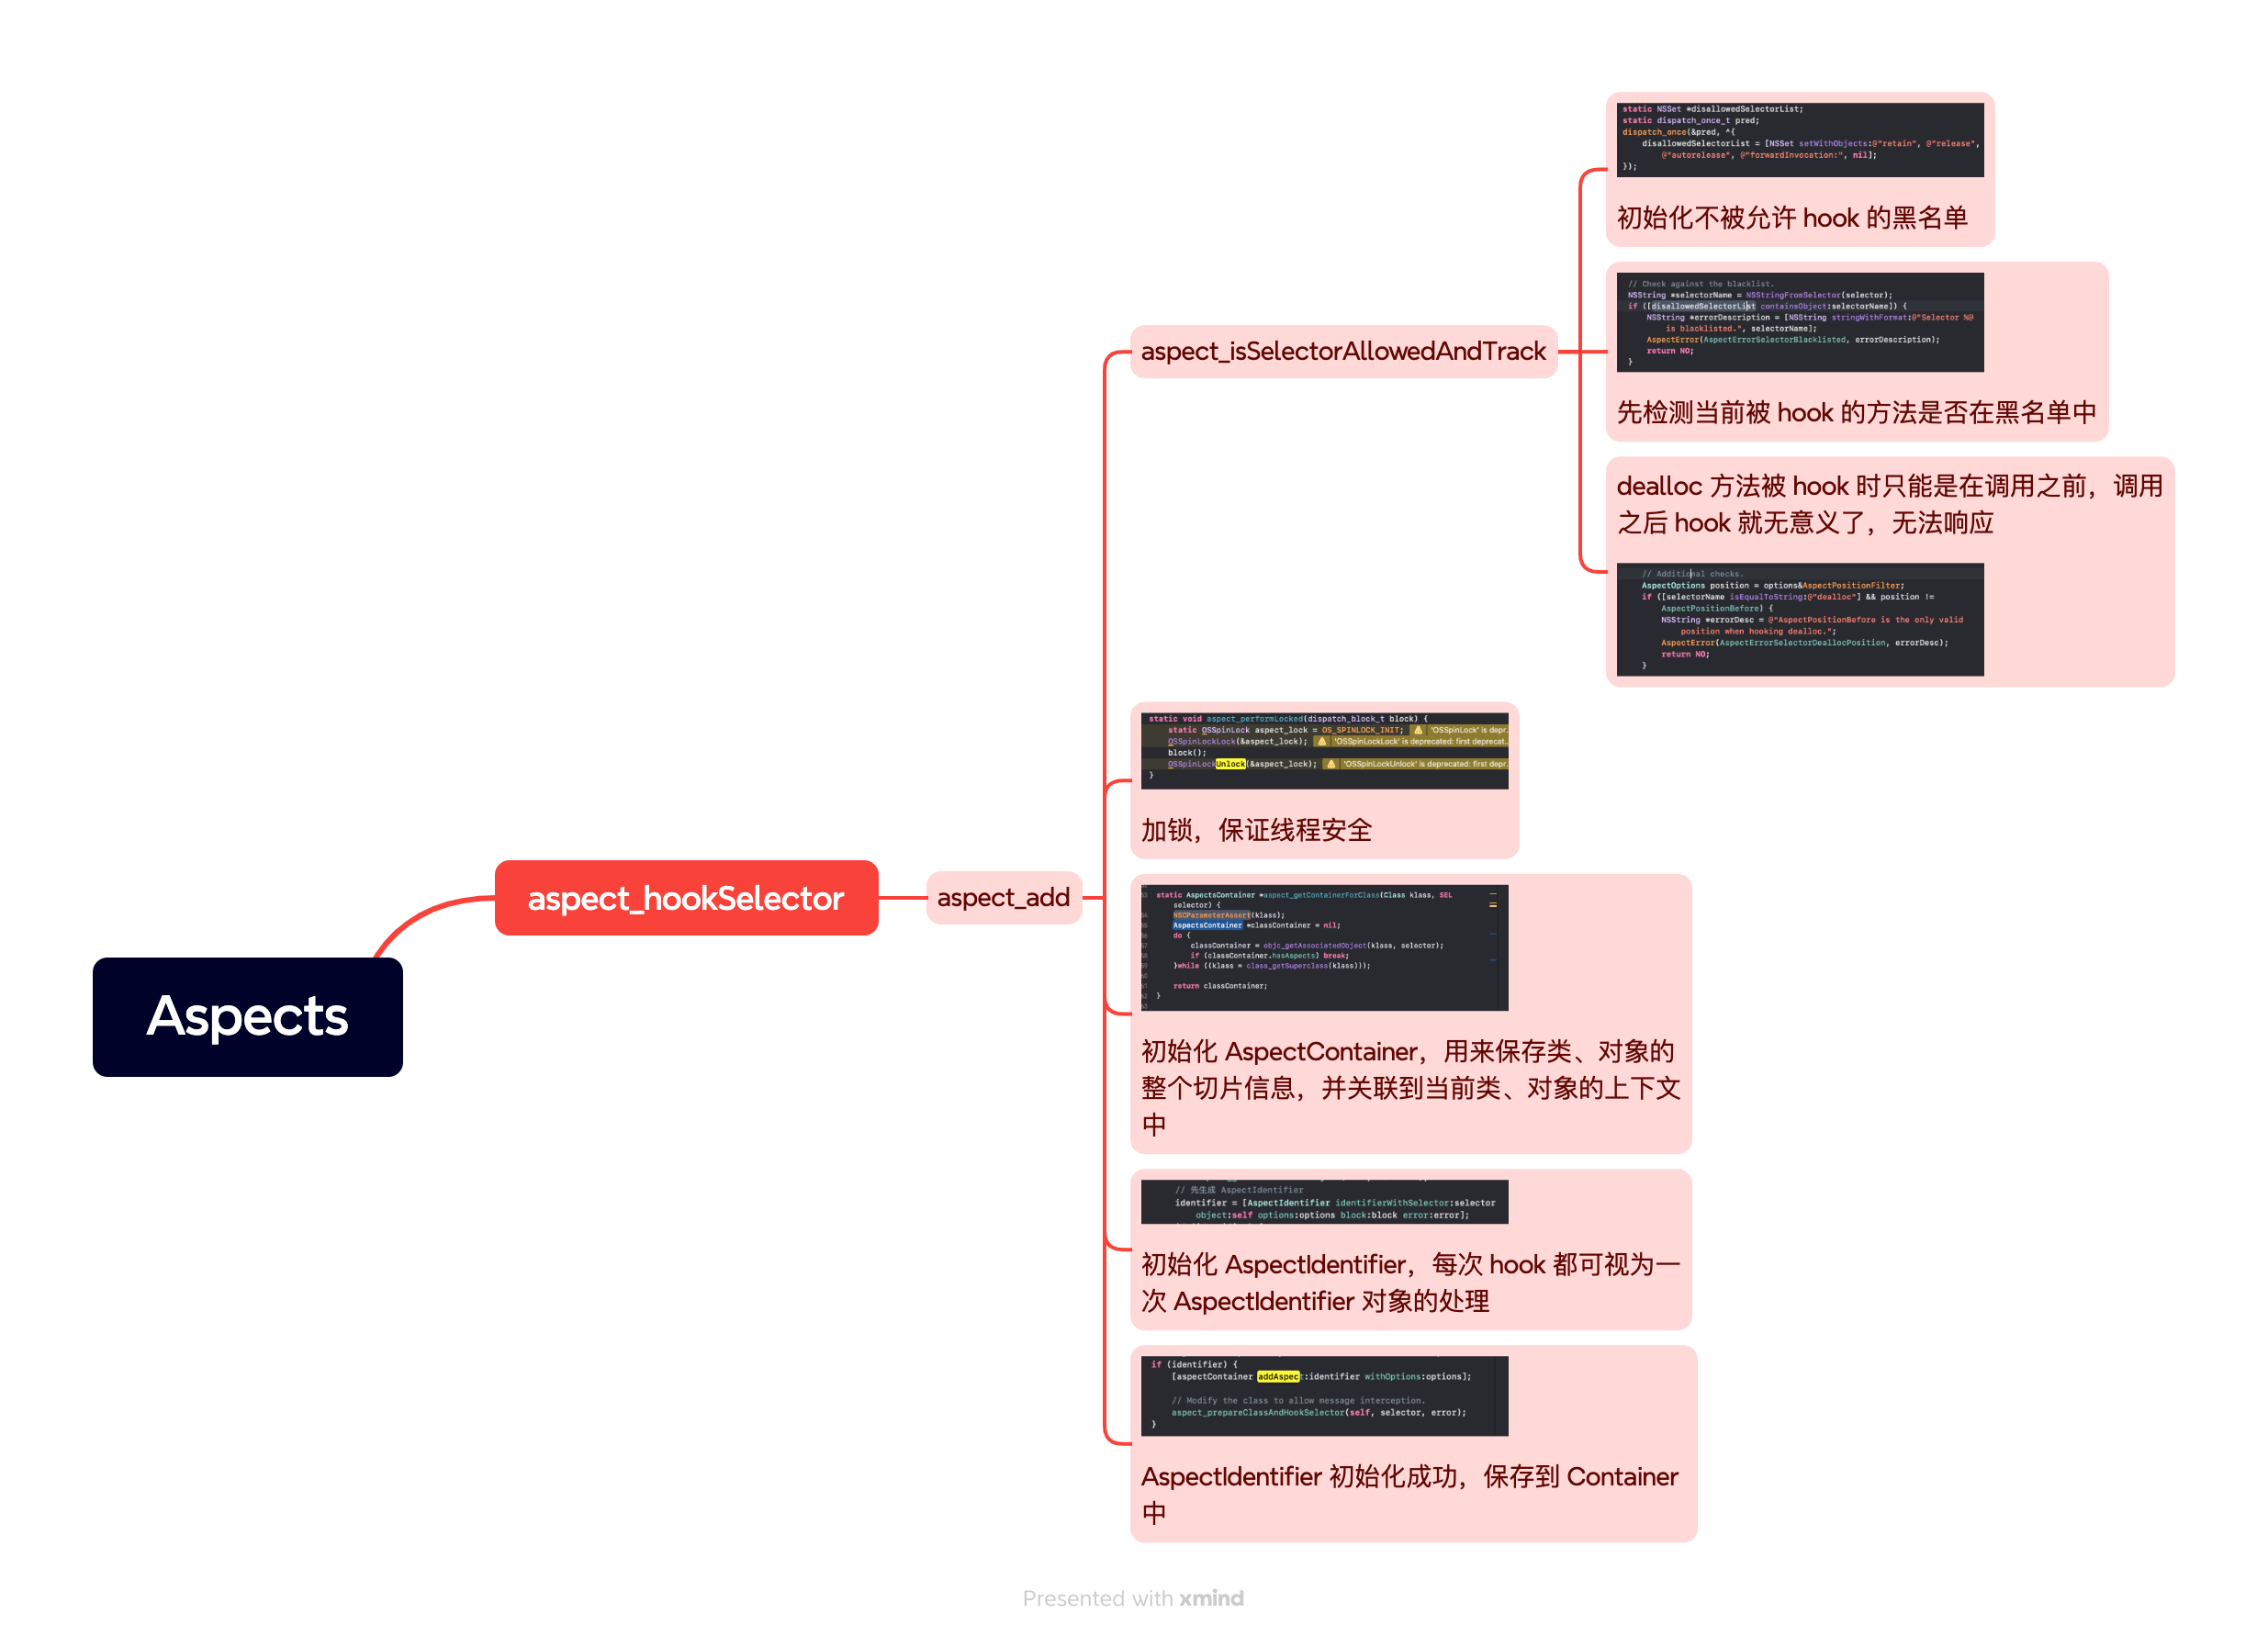 Aspects
aspect_hookSelector
aspect_add
aspect_isSelectorAllowedAndTrack
static NSSet *disallowedSelectorList;
static dispatch_once_t pred;
dispatch_once(&pred, ^{
disallowedSelectorList = [NSSet setWithObjects:@"retain", @"release",
@"autorelease", @"forwardInvocation:", nil];
});
初始化不被允许 hook 的黑名单
// Check against the blacklist.
NSString *selectorName = NSStringFromSelector(selector);
if ([disallowedSelectorList containsObject:selectorName]) {
NSString *errorDescription = [NSString stringWithFormat:@"Selector %@
is blacklisted.", selectorName];
AspectError(AspectErrorSelectorBlacklisted, errorDescription);
return NO;
}
先检测当前被 hook 的方法是否在黑名单中
dealloc 方法被 hook 时只能是在调用之前，调用
之后 hook 就无意义了，无法响应
// Additional checks.
AspectOptions position = options&AspectPositionFilter;
if ([selectorName isEqualToString:@"dealloc"] && position !=
AspectPositionBefore) {
NSString *errorDesc = @"AspectPositionBefore is the only valid
position when hooking dealloc.";
AspectError(AspectErrorSelectorDeallocPosition, errorDesc);
return NO;
}
static void aspect_performLocked(dispatch_block_t block) {
static OSSpinLock aspect_lock = OS_SPINLOCK_INIT; 'OSSpinLock' is depr...
OSSpinLockLock(&aspect_lock); 'OSSpinLockLock' is deprecated: first deprecat...
block();
OSSpinLockUnlock(&aspect_lock); 'OSSpinLockUnlock' is deprecated: first depr...
}
加锁，保证线程安全
static AspectsContainer *aspect_getContainerForClass(Class klass, SEL
selector) {
NSCParameterAssert(klass);
AspectsContainer *classContainer = nil;
do {
classContainer = objc_getAssociatedObject(klass, selector);
if (classContainer.hasAspects) break;
}while ((klass = class_getSuperclass(klass)));
return classContainer;
}
初始化 AspectContainer，用来保存类、对象的
整个切片信息，并关联到当前类、对象的上下文
中
// 先生成 AspectIdentifier
identifier = [AspectIdentifier identifierWithSelector:selector
object:self options:options block:block error:error];
初始化 AspectIdentifier，每次 hook 都可视为一
次 AspectIdentifier 对象的处理
if (identifier) {
[aspectContainer addAspect:identifier withOptions:options];
// Modify the class to allow message interception.
aspect_prepareClassAndHookSelector(self, selector, error);
}
AspectIdentifier 初始化成功，保存到 Container
中
Presented with xmind